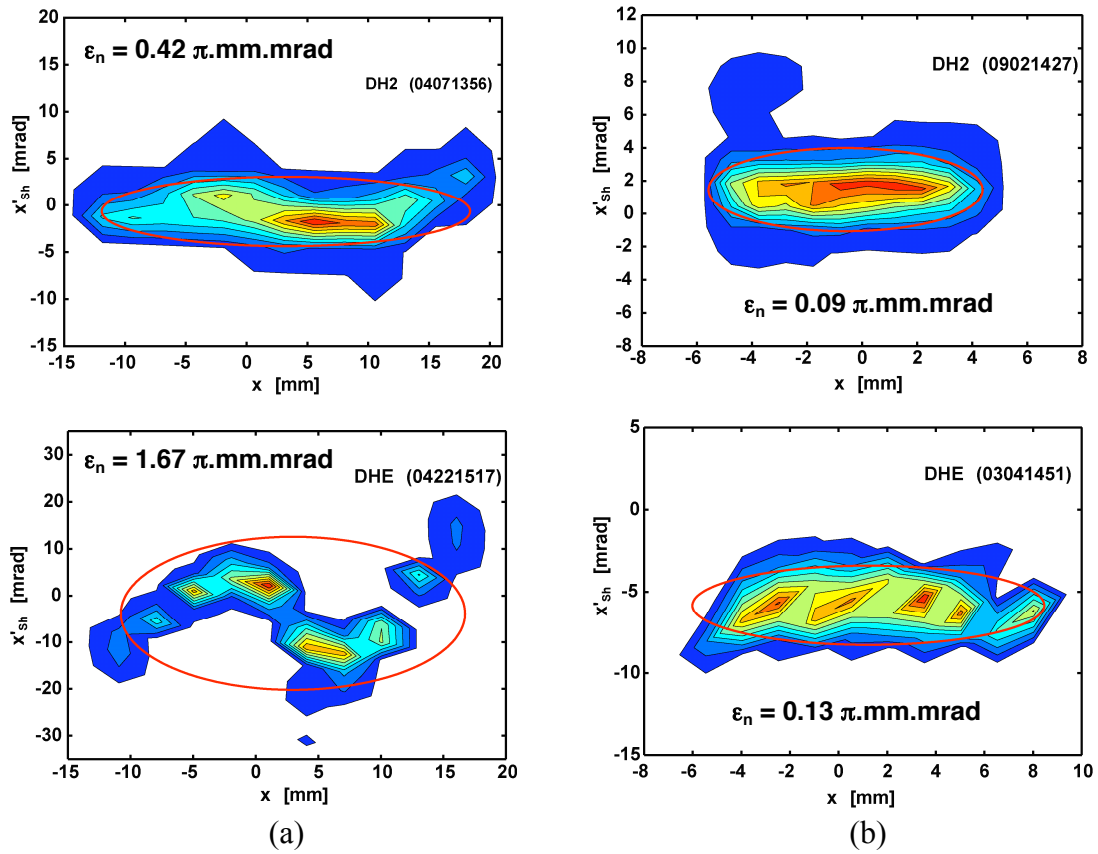 20
15
10
5
0
-5
-10
-15
x'sh [mrad]
εn = 0.42 π.mm.mrad
DH2 (04071356)
-15 -10 -5 0 5 10 15 20
x [mm]
12
10
8
6
4
2
0
-2
-4
-6
-8
x'sh [mrad]
DH2 (09021427)
εn = 0.09 π.mm.mrad
-8 -6 -4 -2 0 2 4 6 8
x [mm]
30
20
10
0
-10
-20
-30
x'sh [mrad]
εn = 1.67 π.mm.mrad
DHE (04221517)
-15 -10 -5 0 5 10 15 20
x [mm]
5
0
-5
-10
-15
x'sh [mrad]
DHE (03041451)
εn = 0.13 π.mm.mrad
-6 -4 -2 0 2 4 6 8 10
x [mm]
(a)
(b)